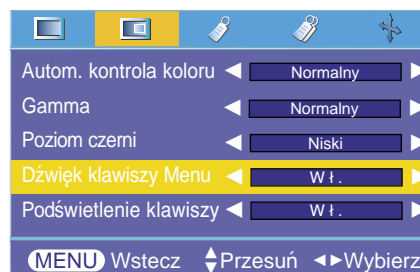 Autom. kontrola koloru Normalny
Gamma Normalny
Poziom czerni Niski
Dźwięk klawiszy Menu Wł.
Podświetlenie klawiszy Wł.
MENU Wstecz Przesuń Wybierz